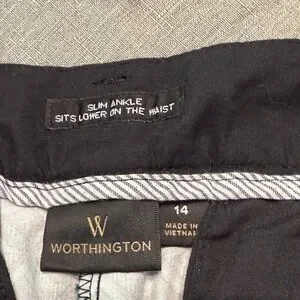 SLIM ANKLE
SITS LOWER ON THE WAIST
W
WORTHINGTON
14
MADE IN
VIETNAM